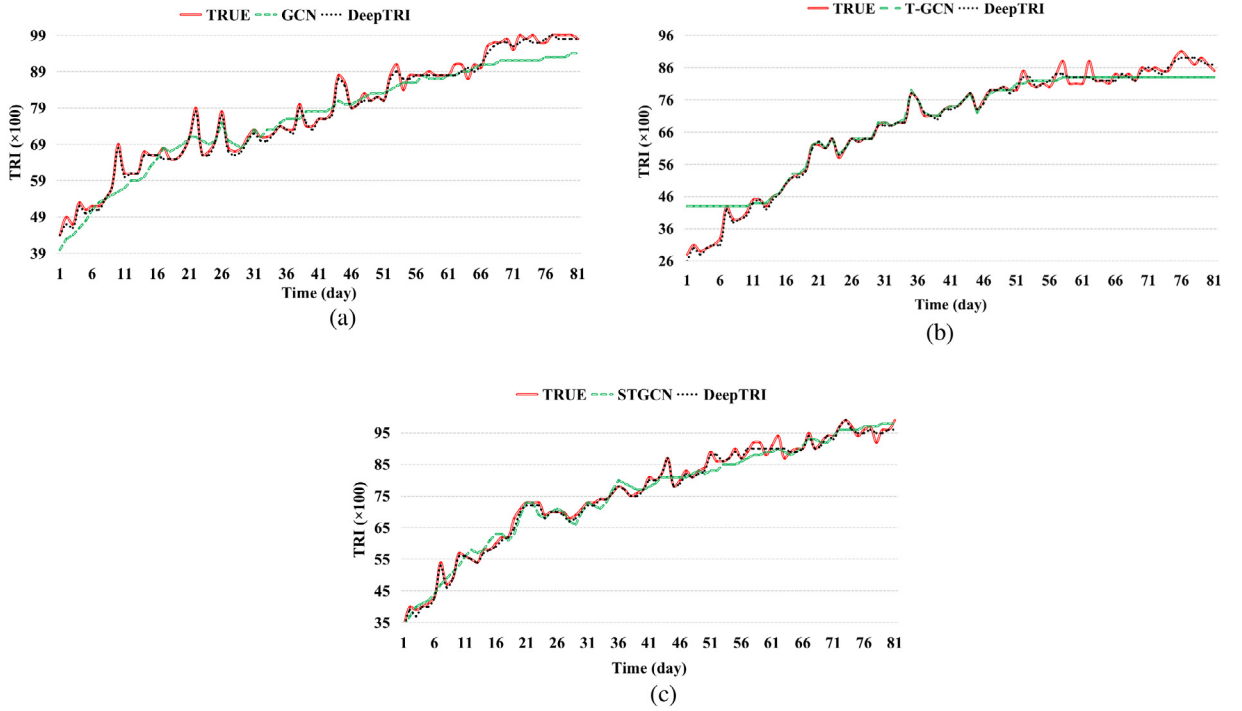 TRUE GCN DeepTRI
99
89
79
69
59
49
39
TRI (×100)
1 6 11 16 21 26 31 36 41 46 51 56 61 66 71 76 81
Time (day)
(a)
TRUE T-GCN DeepTRI
96
86
76
66
56
46
36
26
TRI (×100)
1 6 11 16 21 26 31 36 41 46 51 56 61 66 71 76 81
Time (day)
(b)
TRUE STGCN DeepTRI
95
85
75
65
55
45
35
TRI (×100)
1 6 11 16 21 26 31 36 41 46 51 56 61 66 71 76 81
Time (day)
(c)